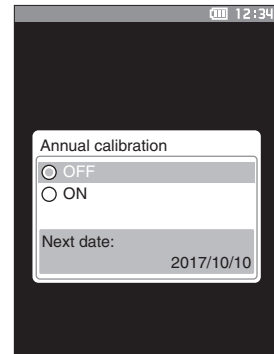 12:34
Annual calibration
OFF
ON
Next date:
2017/10/10